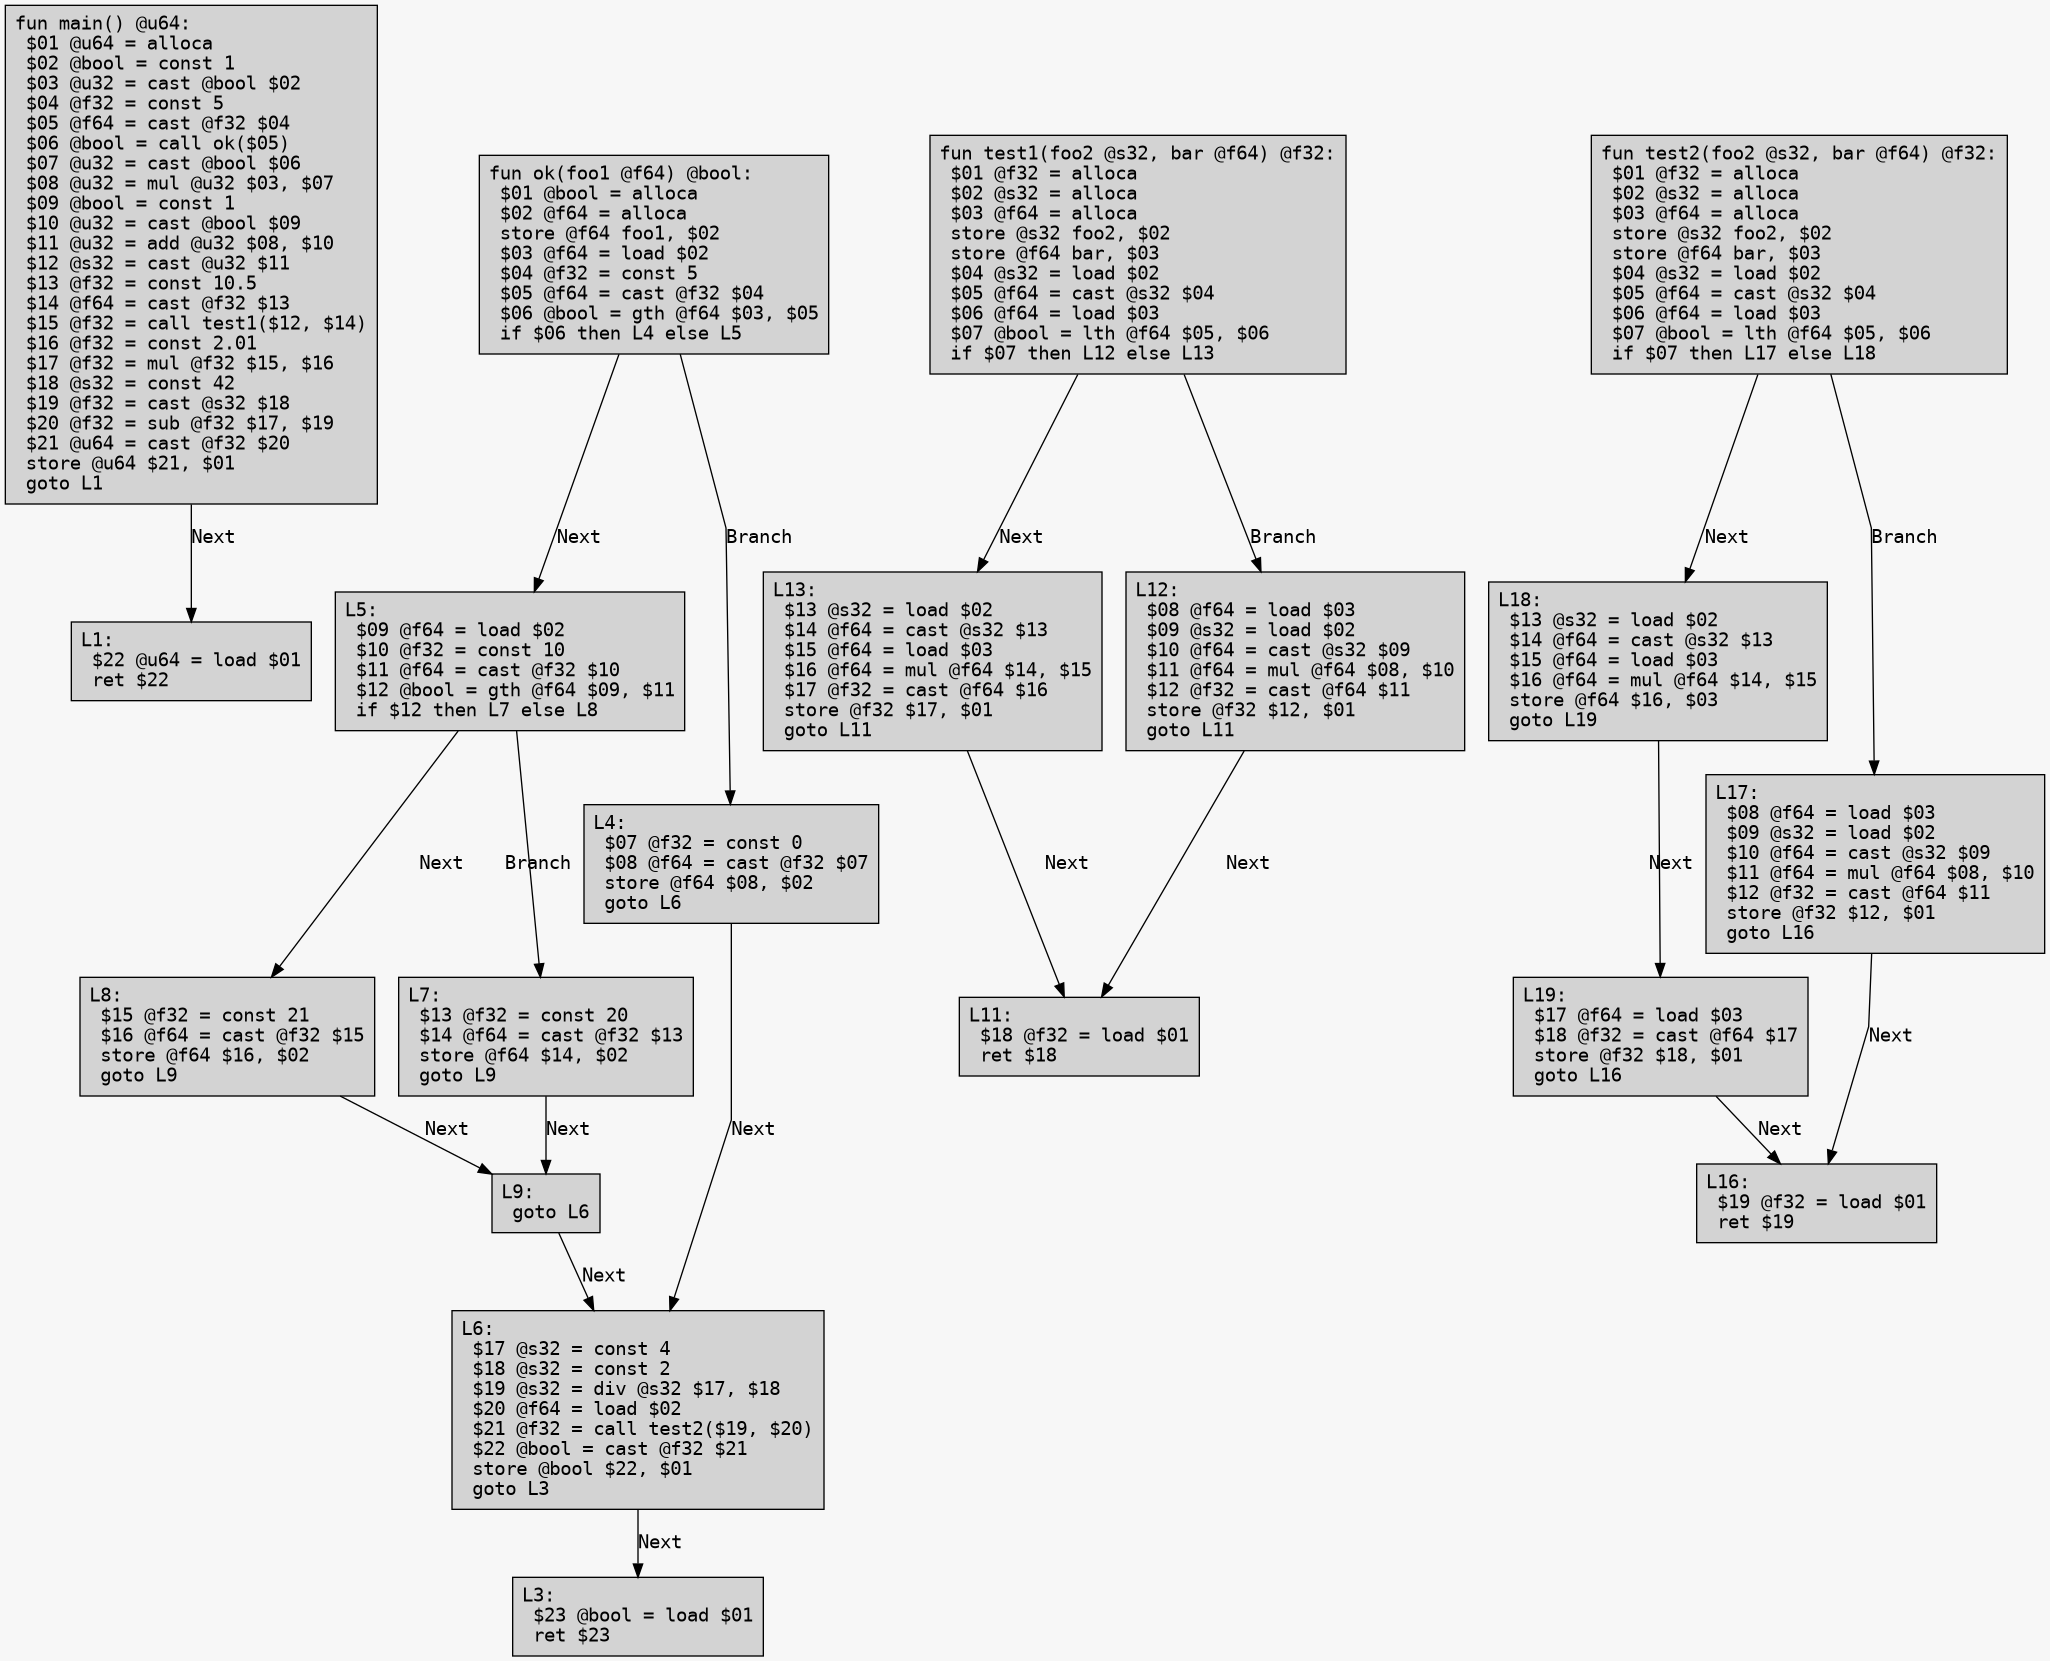 fun main() @u64:
$01 @u64 = alloca
$02 @bool = const 1
$03 @u32 = cast @bool $02
$04 @f32 = const 5
$05 @f64 = cast @f32 $04
$06 @bool = call ok($05)
$07 @u32 = cast @bool $06
$08 @u32 = mul @u32 $03, $07
$09 @bool = const 1
$10 @u32 = cast @bool $09
$11 @u32 = add @u32 $08, $10
$12 @s32 = cast @u32 $11
$13 @f32 = const 10.5
$14 @f64 = cast @f32 $13
$15 @f32 = call test1($12, $14)
$16 @f32 = const 2.01
$17 @f32 = mul @f32 $15, $16
$18 @s32 = const 42
$19 @f32 = cast @s32 $18
$20 @f32 = sub @f32 $17, $19
$21 @u64 = cast @f32 $20
store @u64 $21, $01
goto L1
Next
L1:
$22 @u64 = load $01
ret $22
fun ok(foo1 @f64) @bool:
$01 @bool = alloca
$02 @f64 = alloca
store @f64 foo1, $02
$03 @f64 = load $02
$04 @f32 = const 5
$05 @f64 = cast @f32 $04
$06 @bool = gth @f64 $03, $05
if $06 then L4 else L5
Next
Branch
L5:
$09 @f64 = load $02
$10 @f32 = const 10
$11 @f64 = cast @f32 $10
$12 @bool = gth @f64 $09, $11
if $12 then L7 else L8
Next
Branch
L4:
$07 @f32 = const 0
$08 @f64 = cast @f32 $07
store @f64 $08, $02
goto L6
L8:
$15 @f32 = const 21
$16 @f64 = cast @f32 $15
store @f64 $16, $02
goto L9
L7:
$13 @f32 = const 20
$14 @f64 = cast @f32 $13
store @f64 $14, $02
goto L9
Next
Next
Next
L9:
goto L6
Next
L6:
$17 @s32 = const 4
$18 @s32 = const 2
$19 @s32 = div @s32 $17, $18
$20 @f64 = load $02
$21 @f32 = call test2($19, $20)
$22 @bool = cast @f32 $21
store @bool $22, $01
goto L3
Next
L3:
$23 @bool = load $01
ret $23
fun test1(foo2 @s32, bar @f64) @f32:
$01 @f32 = alloca
$02 @s32 = alloca
$03 @f64 = alloca
store @s32 foo2, $02
store @f64 bar, $03
$04 @s32 = load $02
$05 @f64 = cast @s32 $04
$06 @f64 = load $03
$07 @bool = lth @f64 $05, $06
if $07 then L12 else L13
Next
Branch
L13:
$13 @s32 = load $02
$14 @f64 = cast @s32 $13
$15 @f64 = load $03
$16 @f64 = mul @f64 $14, $15
$17 @f32 = cast @f64 $16
store @f32 $17, $01
goto L11
L12:
$08 @f64 = load $03
$09 @s32 = load $02
$10 @f64 = cast @s32 $09
$11 @f64 = mul @f64 $08, $10
$12 @f32 = cast @f64 $11
store @f32 $12, $01
goto L11
Next
Next
L11:
$18 @f32 = load $01
ret $18
fun test2(foo2 @s32, bar @f64) @f32:
$01 @f32 = alloca
$02 @s32 = alloca
$03 @f64 = alloca
store @s32 foo2, $02
store @f64 bar, $03
$04 @s32 = load $02
$05 @f64 = cast @s32 $04
$06 @f64 = load $03
$07 @bool = lth @f64 $05, $06
if $07 then L17 else L18
Next
Branch
L18:
$13 @s32 = load $02
$14 @f64 = cast @s32 $13
$15 @f64 = load $03
$16 @f64 = mul @f64 $14, $15
store @f64 $16, $03
goto L19
Next
L17:
$08 @f64 = load $03
$09 @s32 = load $02
$10 @f64 = cast @s32 $09
$11 @f64 = mul @f64 $08, $10
$12 @f32 = cast @f64 $11
store @f32 $12, $01
goto L16
L19:
$17 @f64 = load $03
$18 @f32 = cast @f64 $17
store @f32 $18, $01
goto L16
Next
Next
L16:
$19 @f32 = load $01
ret $19